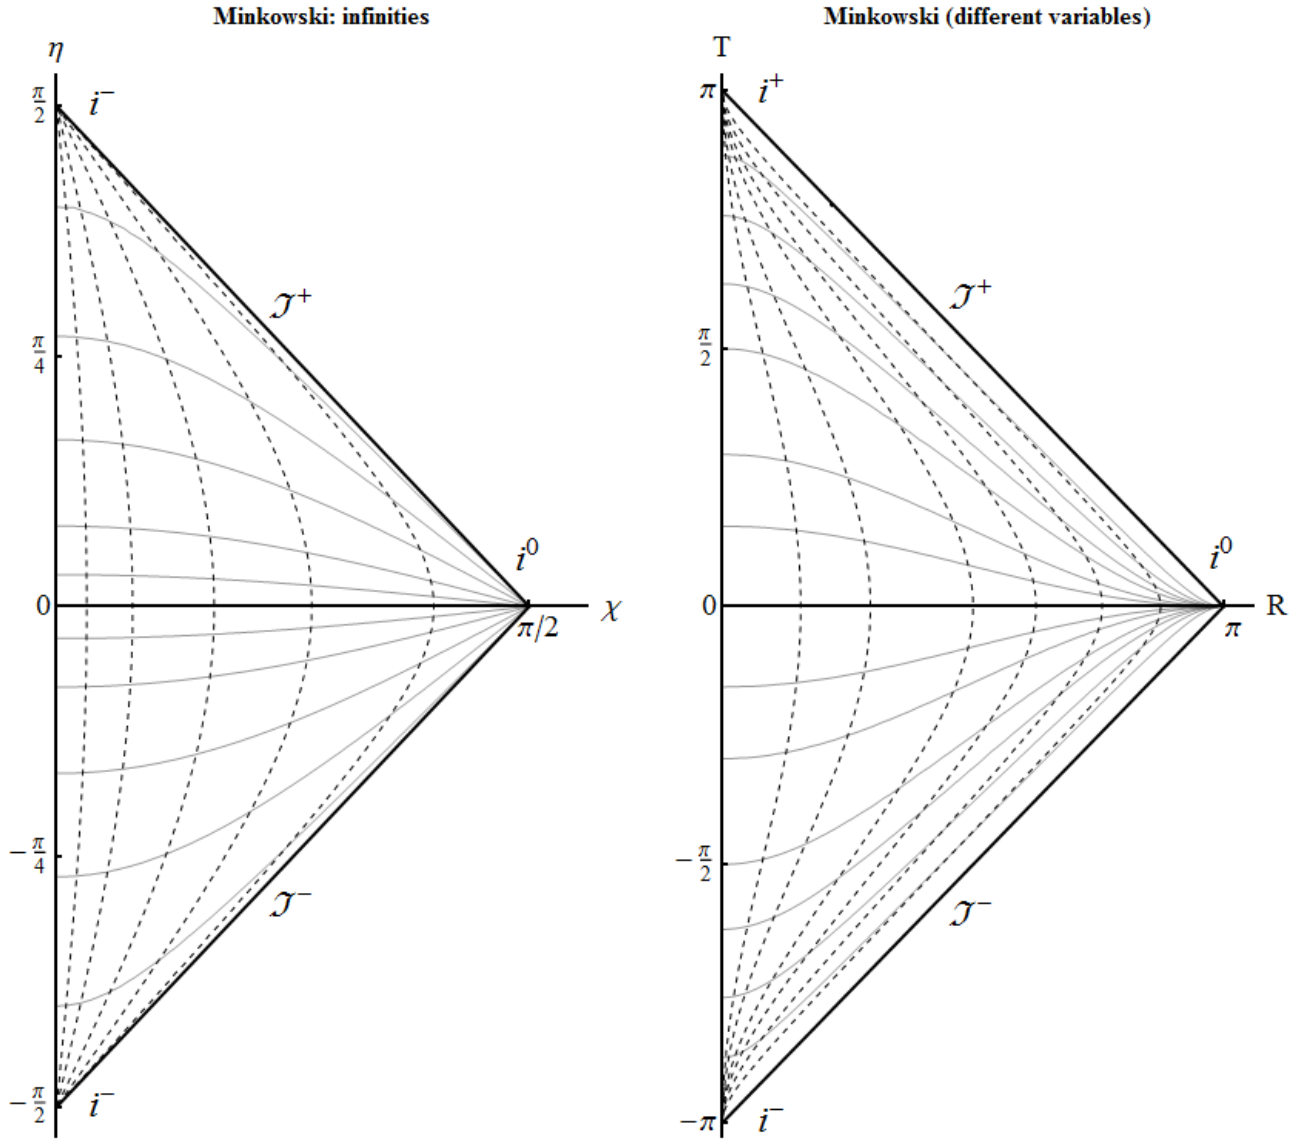 Minkowski: infinities
η
π/2
i⁻
ℐ⁺
π/4
i⁰
0
χ
π/2
−π/4
ℐ⁻
−π/2
i⁻
Minkowski (different variables)
T
π
i⁺
ℐ⁺
π/2
i⁰
0
R
π
−π/2
ℐ⁻
−π
i⁻